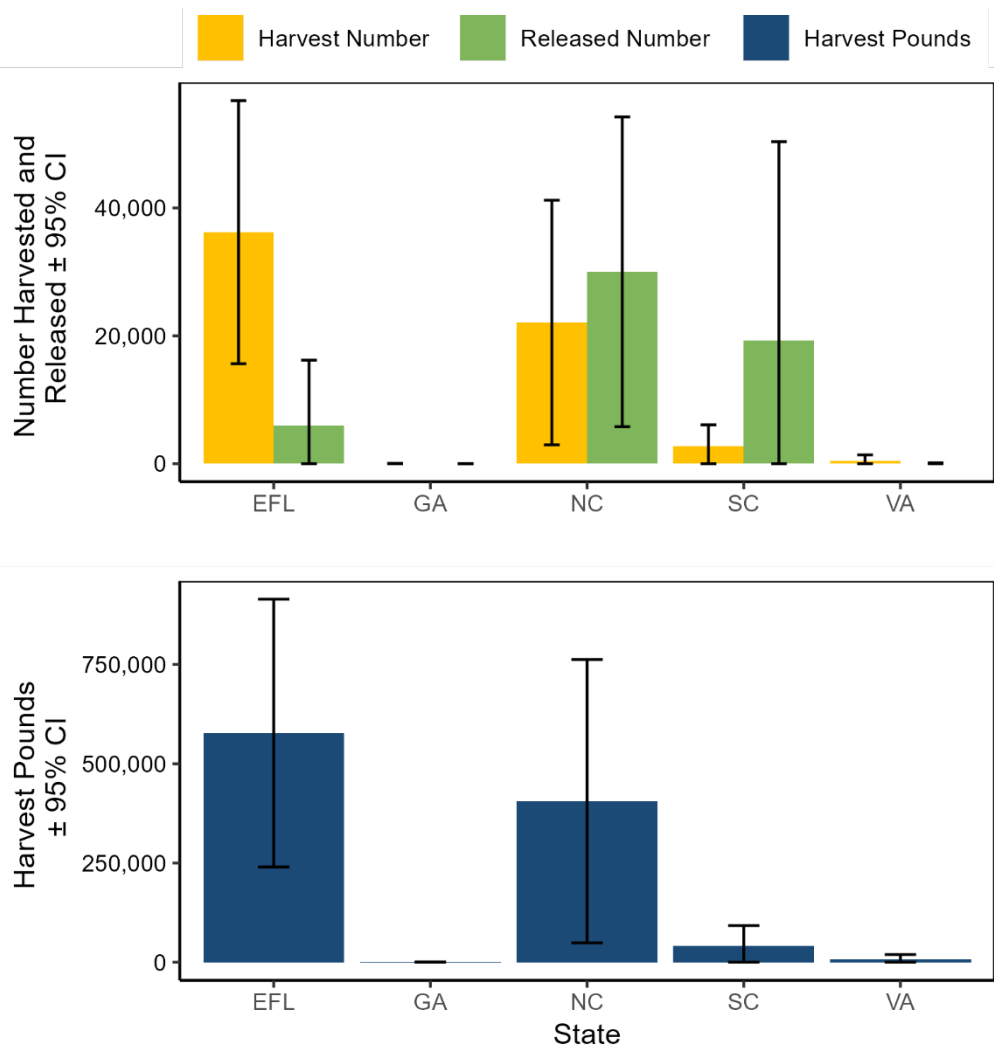 Harvest Number Released Number Harvest Pounds
Number Harvested and
Released ± 95% CI
40,000
20,000
0
EFL GA NC SC VA
Harvest Pounds
± 95% CI
750,000
500,000
250,000
0
EFL GA NC SC VA
State